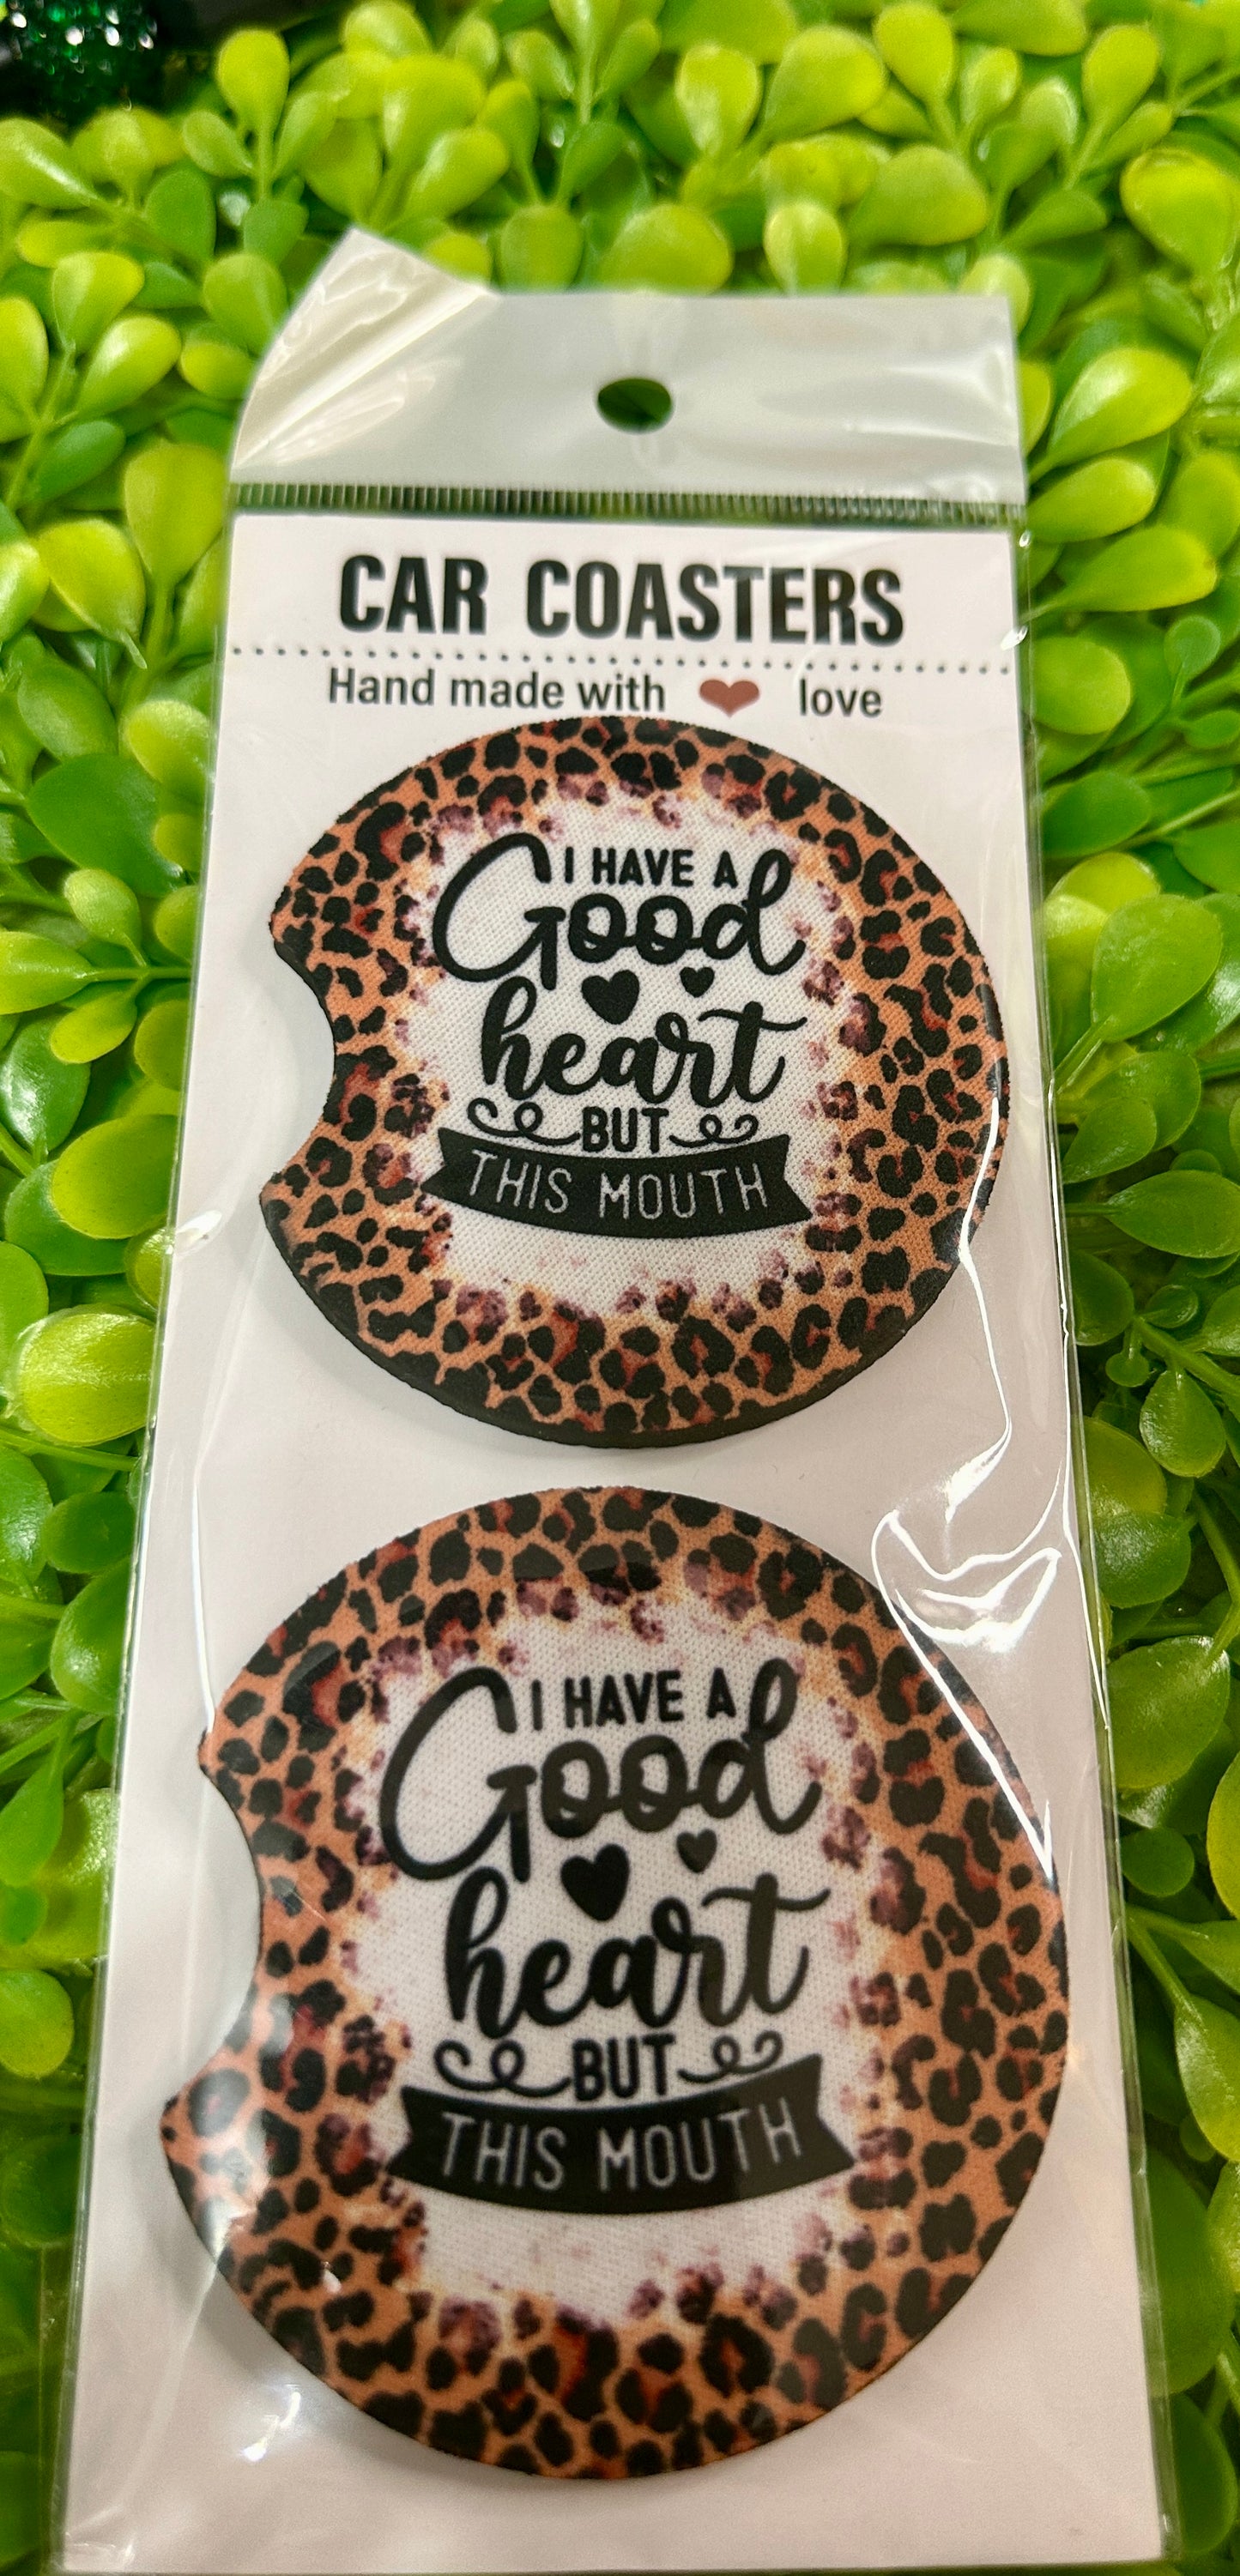 CAR COASTERS
Hand made with ❤ love
I HAVE A
Good
heart
BUT
THIS MOUTH
I HAVE A
Good
heart
BUT
THIS MOUTH